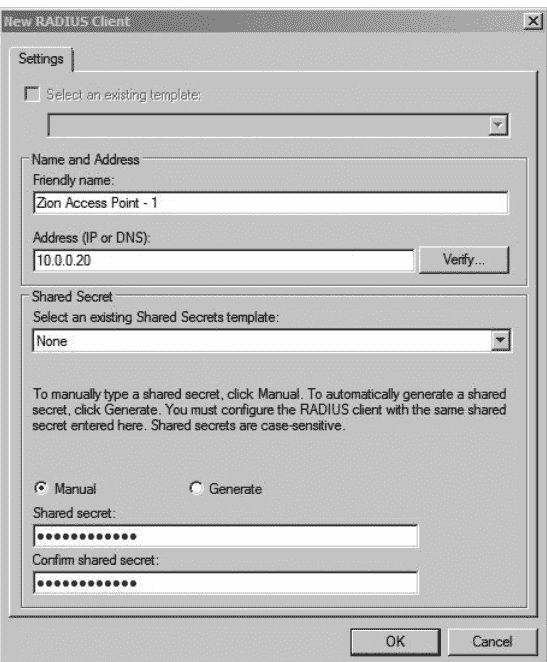 New RADIUS Client
Settings
Select an existing template:
Name and Address
Friendly name:
Zion Access Point - 1
Address (IP or DNS):
10.0.0.20
Verify...
Shared Secret
Select an existing Shared Secrets template:
None
To manually type a shared secret, click Manual. To automatically generate a shared
secret, click Generate. You must configure the RADIUS client with the same shared
secret entered here. Shared secrets are case-sensitive.
Manual Generate
Shared secret:
●●●●●●●●●●●●
Confirm shared secret:
●●●●●●●●●●●●
OK Cancel